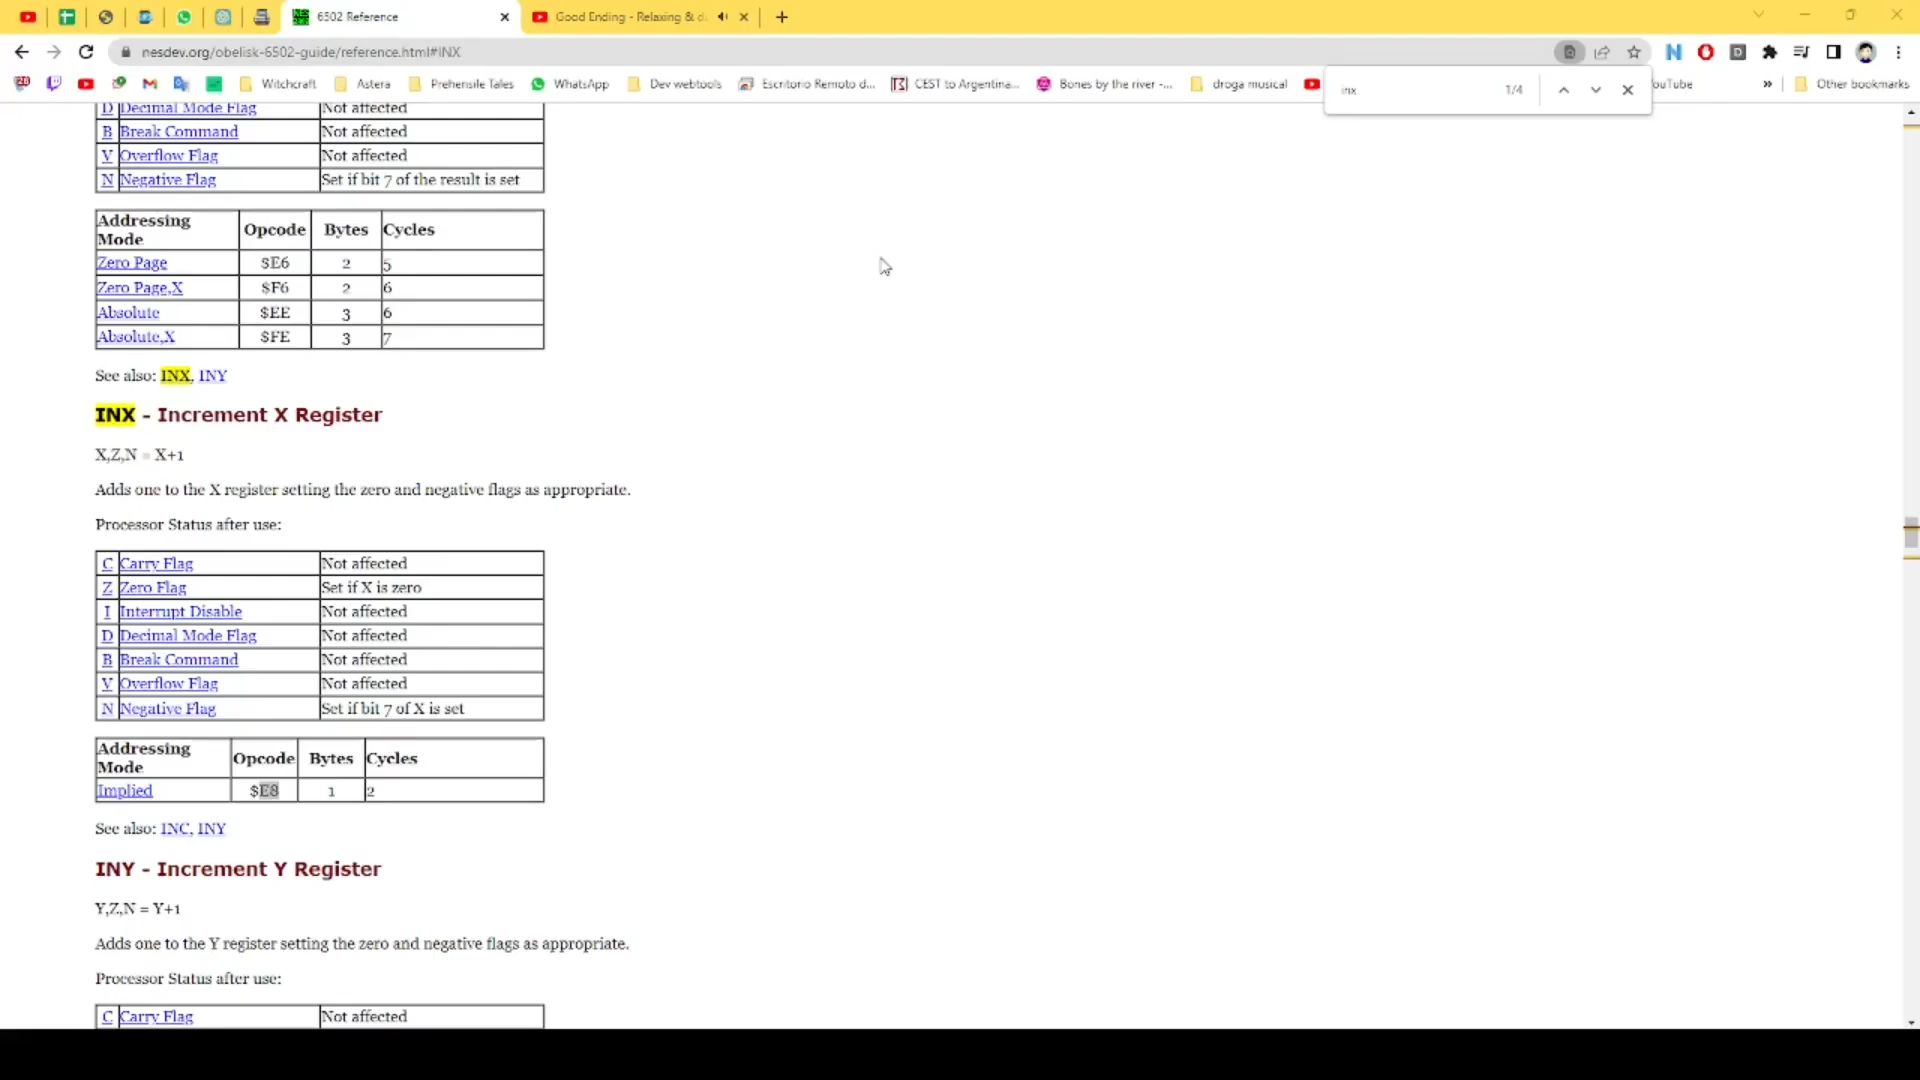 6502 Reference
Good Ending - Relaxing & d
nesdev.org/obelisk-6502-guide/reference.html#INX
Witchcraft
Astera
Prehensile Tales
WhatsApp
Dev webtools
Escritorio Remoto d...
CEST to Argentina...
Bones by the river -...
droga musical
ouTube
»
Other bookmarks
inx
1/4
D Decimal Mode Flag Not affected
B Break Command Not affected
V Overflow Flag Not affected
N Negative Flag Set if bit 7 of the result is set
Addressing Mode Opcode Bytes Cycles
Zero Page $E6 2 5
Zero Page,X $F6 2 6
Absolute $EE 3 6
Absolute,X $FE 3 7
See also: INX, INY
INX - Increment X Register
X,Z,N = X+1
Adds one to the X register setting the zero and negative flags as appropriate.
Processor Status after use:
C Carry Flag Not affected
Z Zero Flag Set if X is zero
I Interrupt Disable Not affected
D Decimal Mode Flag Not affected
B Break Command Not affected
V Overflow Flag Not affected
N Negative Flag Set if bit 7 of X is set
Addressing Mode Opcode Bytes Cycles
Implied $E8 1 2
See also: INC, INY
INY - Increment Y Register
Y,Z,N = Y+1
Adds one to the Y register setting the zero and negative flags as appropriate.
Processor Status after use:
C Carry Flag Not affected